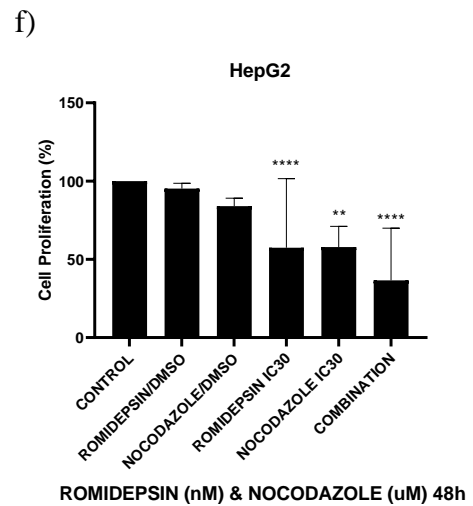 f)
HepG2
Cell Proliferation (%)
150
100
50
0
****
**
****
CONTROL
ROMIDEPSIN/DMSO
NOCODAZOLE/DMSO
ROMIDEPSIN IC30
NOCODAZOLE IC30
COMBINATION
ROMIDEPSIN (nM) & NOCODAZOLE (uM) 48h